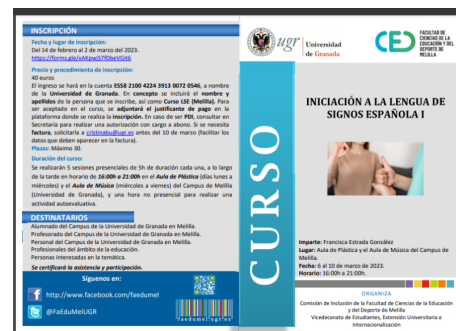 INSCRIPCIÓN
Fecha y lugar de inscripción:
Del 14 de febrero al 2 de marzo de 2023.
Precio y procedimiento de inscripción:
40 euros
El ingreso se hará en la cuenta ES58 2100 4224 3913 0072 0546, a nombre
de la Universidad de Granada. En concepto se incluirá el nombre y
apellidos de la persona que se inscribe, así como Curso LSE (Melilla). Para
ser aceptado en el curso, se adjuntará el justificante de pago en la
plataforma donde se realiza la inscripción. En caso de ser PDI, enviar a
Secretaría para realizar una autorización con cargo a abono. Si se necesita
factura, solicitarla a cristinabu@ugr.es antes del 10 de marzo (facilitar los
datos que deben aparecer en la factura).
Plazas: Máximo 30.
Duración del curso:
Se realizarán 5 sesiones presenciales de 5h de duración cada una, a lo largo
de la tarde en horario de 16:00h a 21:00h en el Aula de Plástica (días lunes a
miércoles) y el Aula de Música (miércoles a viernes) del Campus de Melilla
(Universidad de Granada), y una hora no presencial para realizar una
actividad autoevaluativa.
DESTINATARIOS
Alumnado del Campus de la Universidad de Granada en Melilla.
Profesorado del Campus de la Universidad de Granada en Melilla.
Personal del Campus de la Universidad de Granada en Melilla.
Profesionales del ámbito de la educación.
Personas interesadas en la temática.
Se certificará la asistencia y participación.
Síguenos en:
http://www.facebook.com/faedumel
@FaEduMelUGR
faedumel@ugr.es
CURSO
ugr
Universidad
de Granada
FACULTAD DE
CIENCIAS DE LA
EDUCACIÓN Y DEL
DEPORTE DE
MELILLA
INICIACIÓN A LA LENGUA DE
SIGNOS ESPAÑOLA I
Imparte: Francisca Estrada González
Lugar: Aula de Plástica y el Aula de Música del Campus de
Melilla.
Fecha: 6 al 10 de marzo de 2023.
Horario: 16:00h a 21:00h.
ORGANIZA
Comisión de Inclusión de la Facultad de Ciencias de la Educación
y del Deporte de Melilla
Vicedecanato de Estudiantes, Extensión Universitaria e
Internacionalización